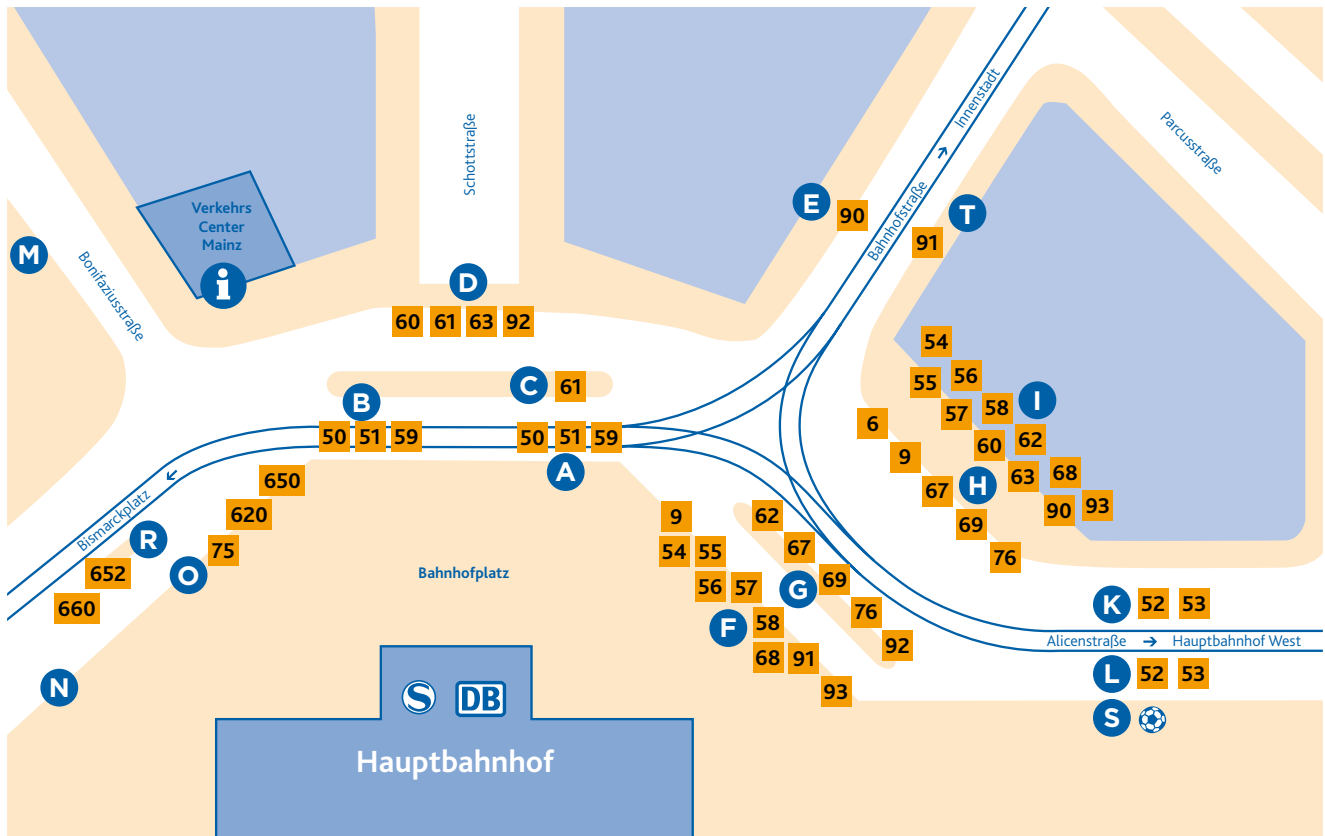 Schottstraße
Innenstadt
Parcusstraße
Verkehrs
Center
Mainz
i
M
Bonifaziusstraße
E
90
Bahnhofstraße
T
91
D
60 61 63 92
54
55 56
C 61
B
50 51 59
50 51 59
A
57 58 I
6
60 62
9
63 68
67 H
90 93
69
76
650
620
75
Bismarckplatz
R
O
652
660
N
Bahnhofplatz
9
54 55
56 57
F 58
68 91
93
62
67
G 69
76
92
K 52 53
Alicenstraße → Hauptbahnhof West
L 52 53
S
S DB
Hauptbahnhof